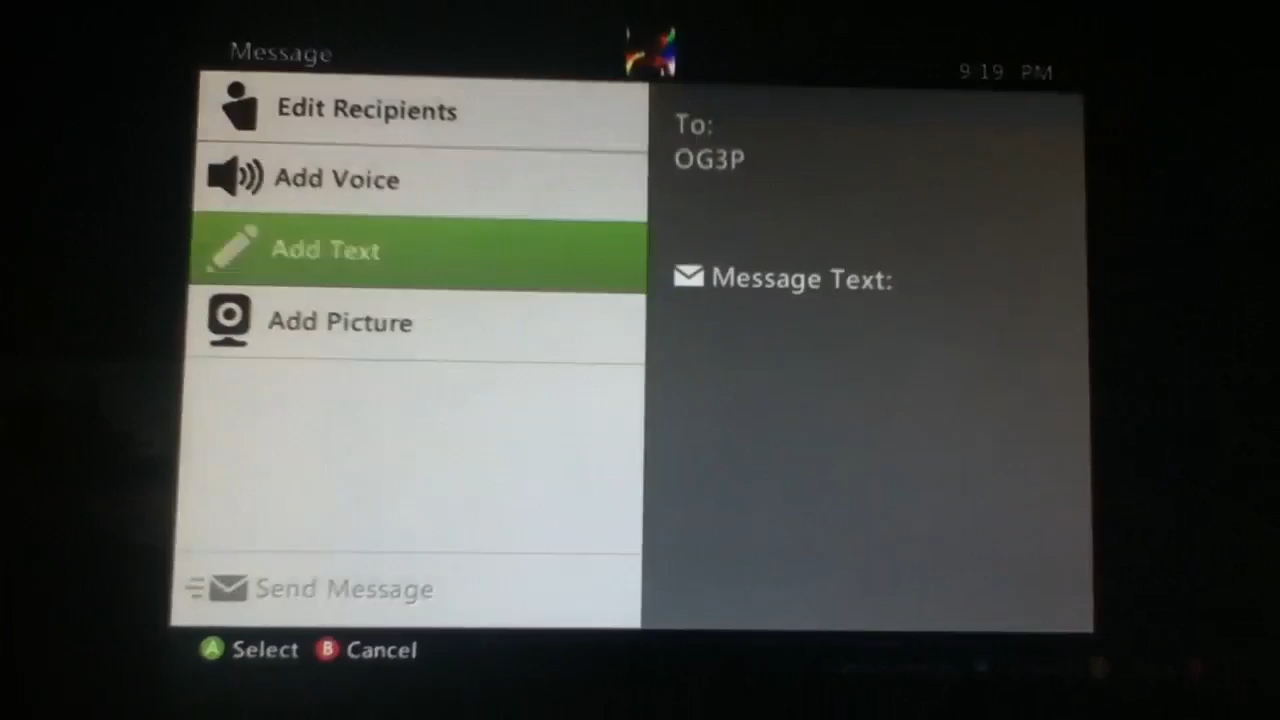 Message
9 19 PM
Edit Recipients
Add Voice
Add Text
Add Picture
Send Message
To:
OG3P
Message Text:
A Select B Cancel